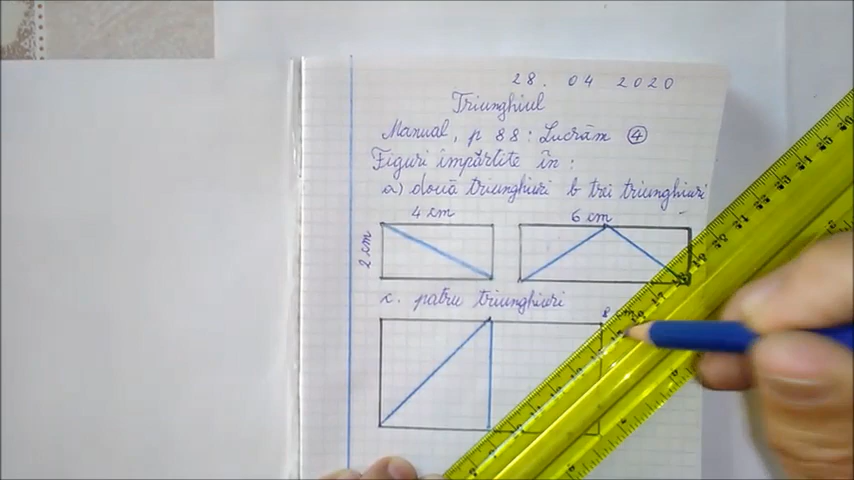 28. 04 2020
Triunghiul
Manual, p 88: Lucrăm 4
Figuri împărțite în:
a) două triunghiuri b trei triunghiuri
4 cm 6 cm
2 cm
c. patru triunghiuri
8